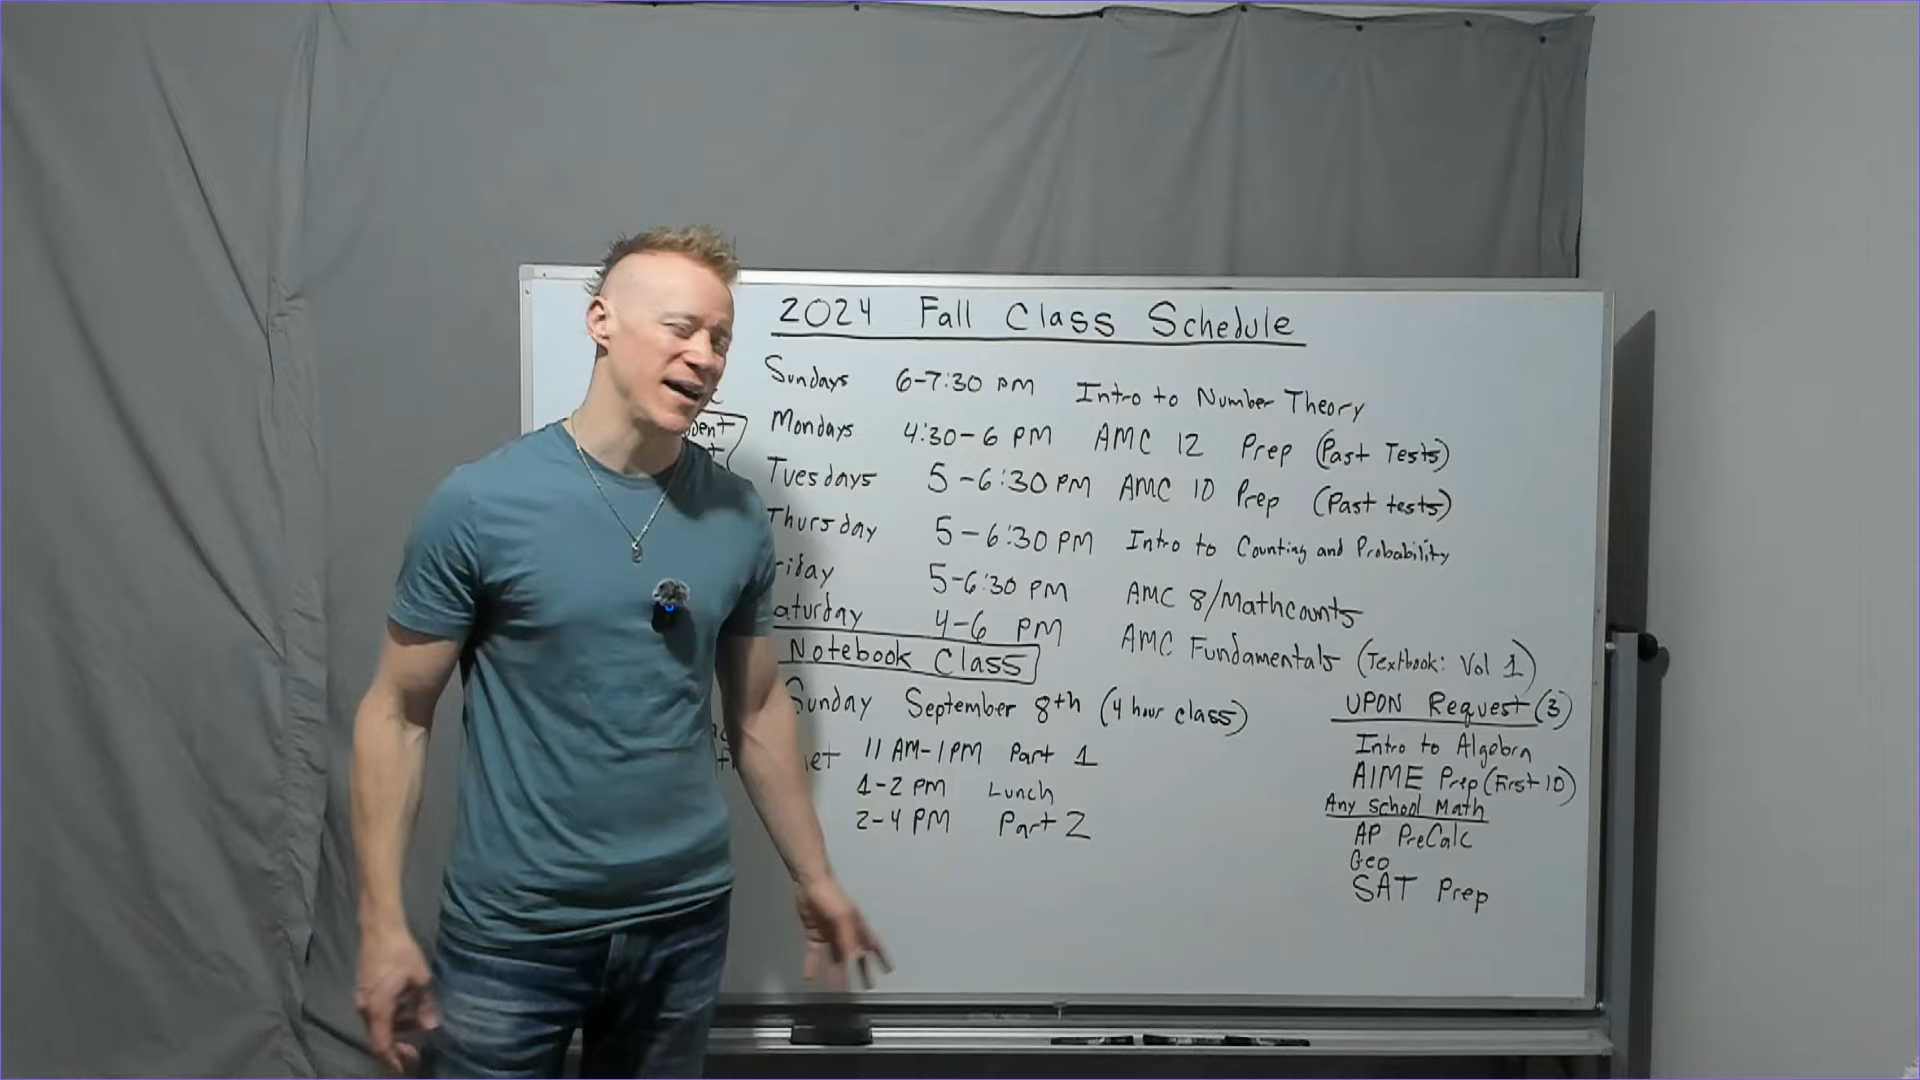 2024 Fall Class Schedule
Sundays 6-7:30 PM Intro to Number Theory
Mondays 4:30-6 PM AMC 12 Prep (Past Tests)
Tuesdays 5-6:30 PM AMC 10 Prep (Past tests)
Thursday 5-6:30 PM Intro to Counting and Probability
riday 5-6:30 PM AMC 8/Mathcounts
aturday 4-6 PM AMC Fundamentals (Textbook: Vol 1)
Notebook Class
Sunday September 8th (4 hour class)
11 AM-1PM Part 1
1-2 PM Lunch
2-4 PM Part 2
UPON Request (3)
Intro to Algebra
AIME Prep (First 10)
Any School Math
AP PreCalc
Geo
SAT Prep